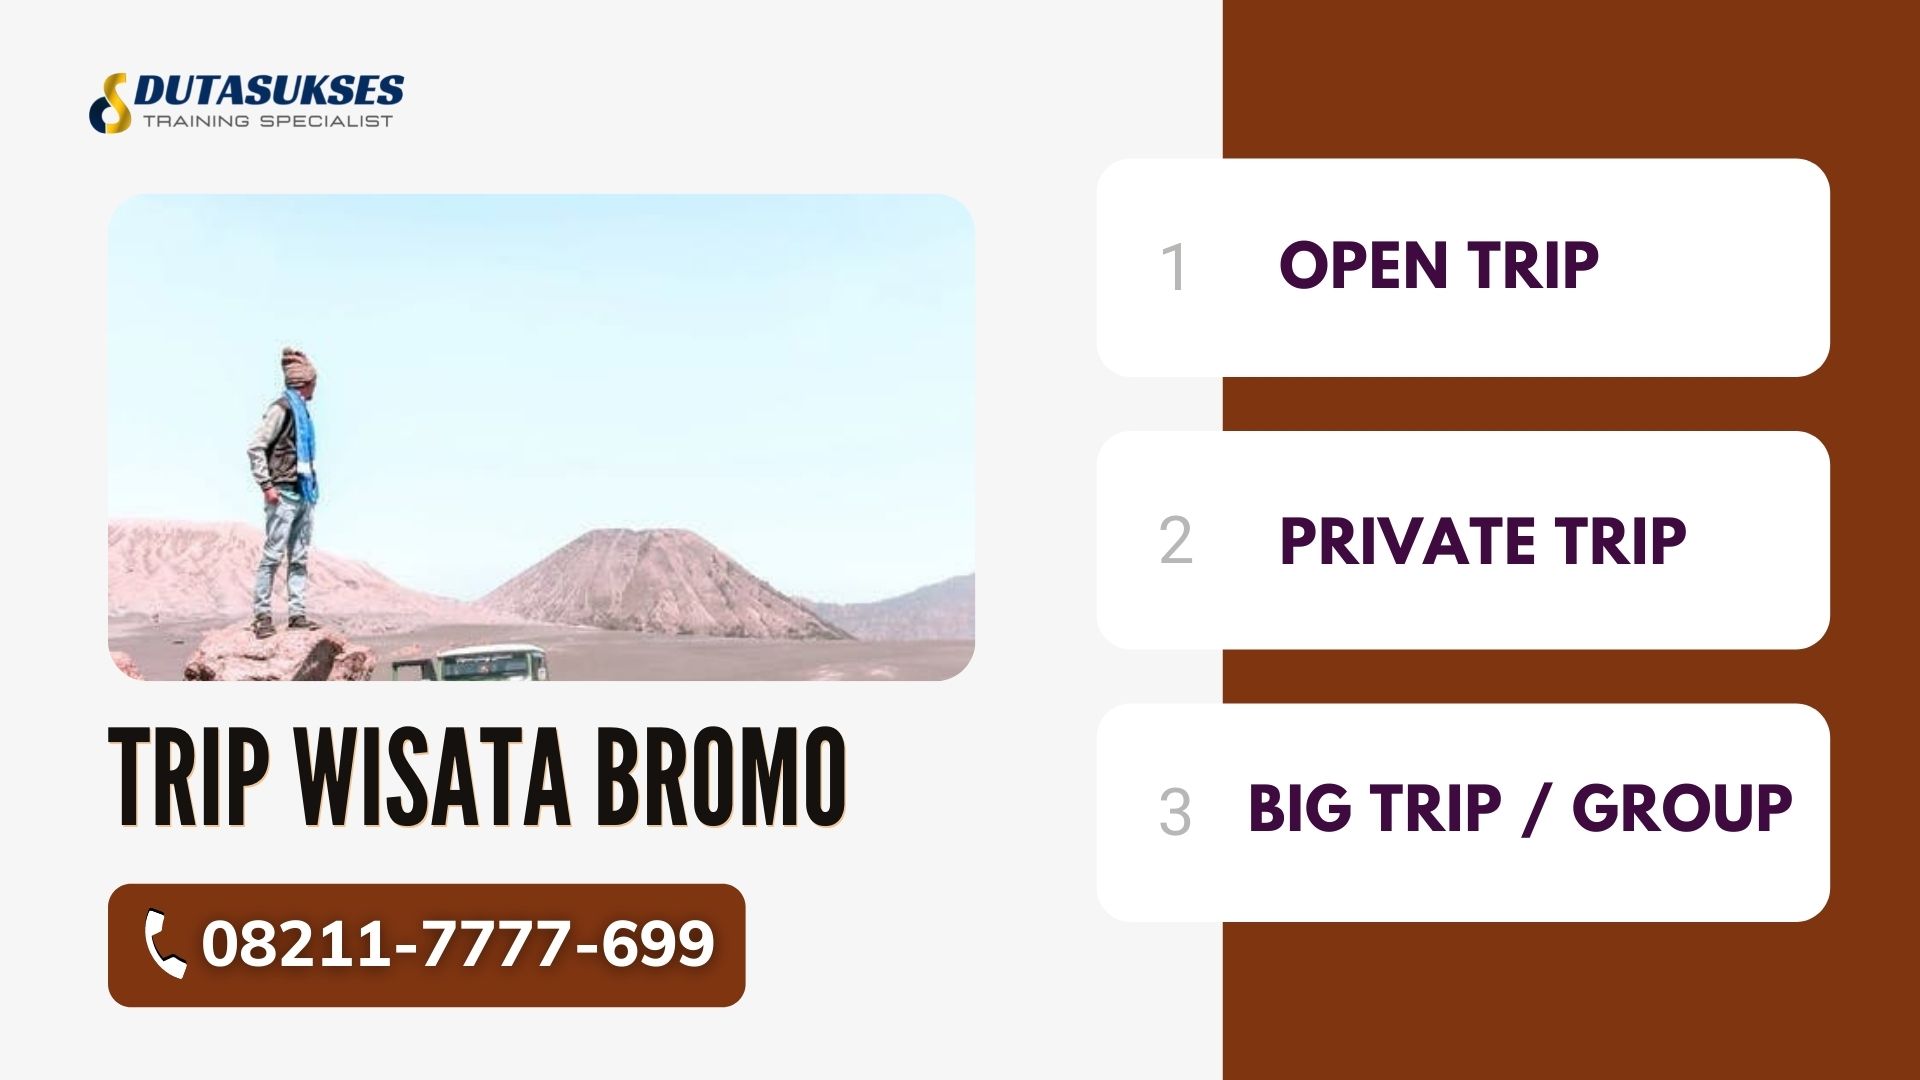 DUTASUKSES
TRAINING SPECIALIST
TRIP WISATA BROMO
08211-7777-699
1 OPEN TRIP
2 PRIVATE TRIP
3 BIG TRIP / GROUP